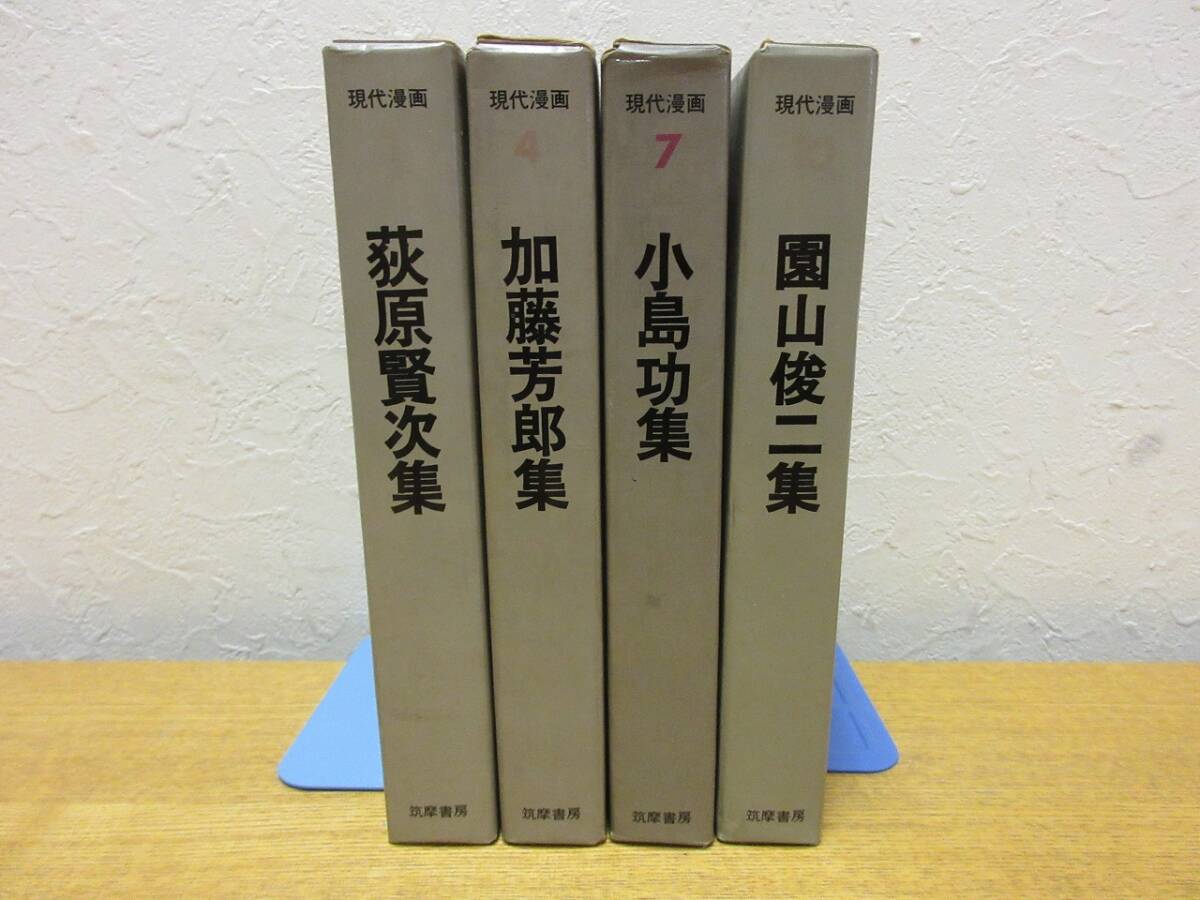 現代漫画
荻原賢次集
筑摩書房
現代漫画
4
加藤芳郎集
筑摩書房
現代漫画
7
小島功集
筑摩書房
現代漫画
園山俊二集
筑摩書房